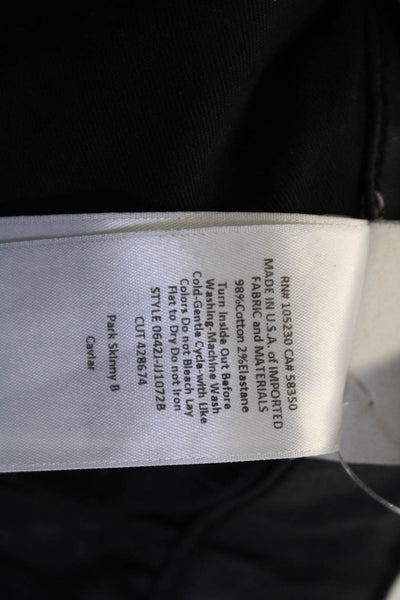 RN# 105230 CA# 58350
MADE IN U.S.A. of IMPORTED
FABRIC and MATERIALS
98%Cotton 2%Elastane
Turn Inside Out Before
Washing-Machine Wash
Cold-Gentle Cycle-with Like
Colors Do not Bleach Lay
Flat to Dry Do not Iron
STYLE 0642J-JJ1072B
CUT 428674
Park Skinny B
Caviar